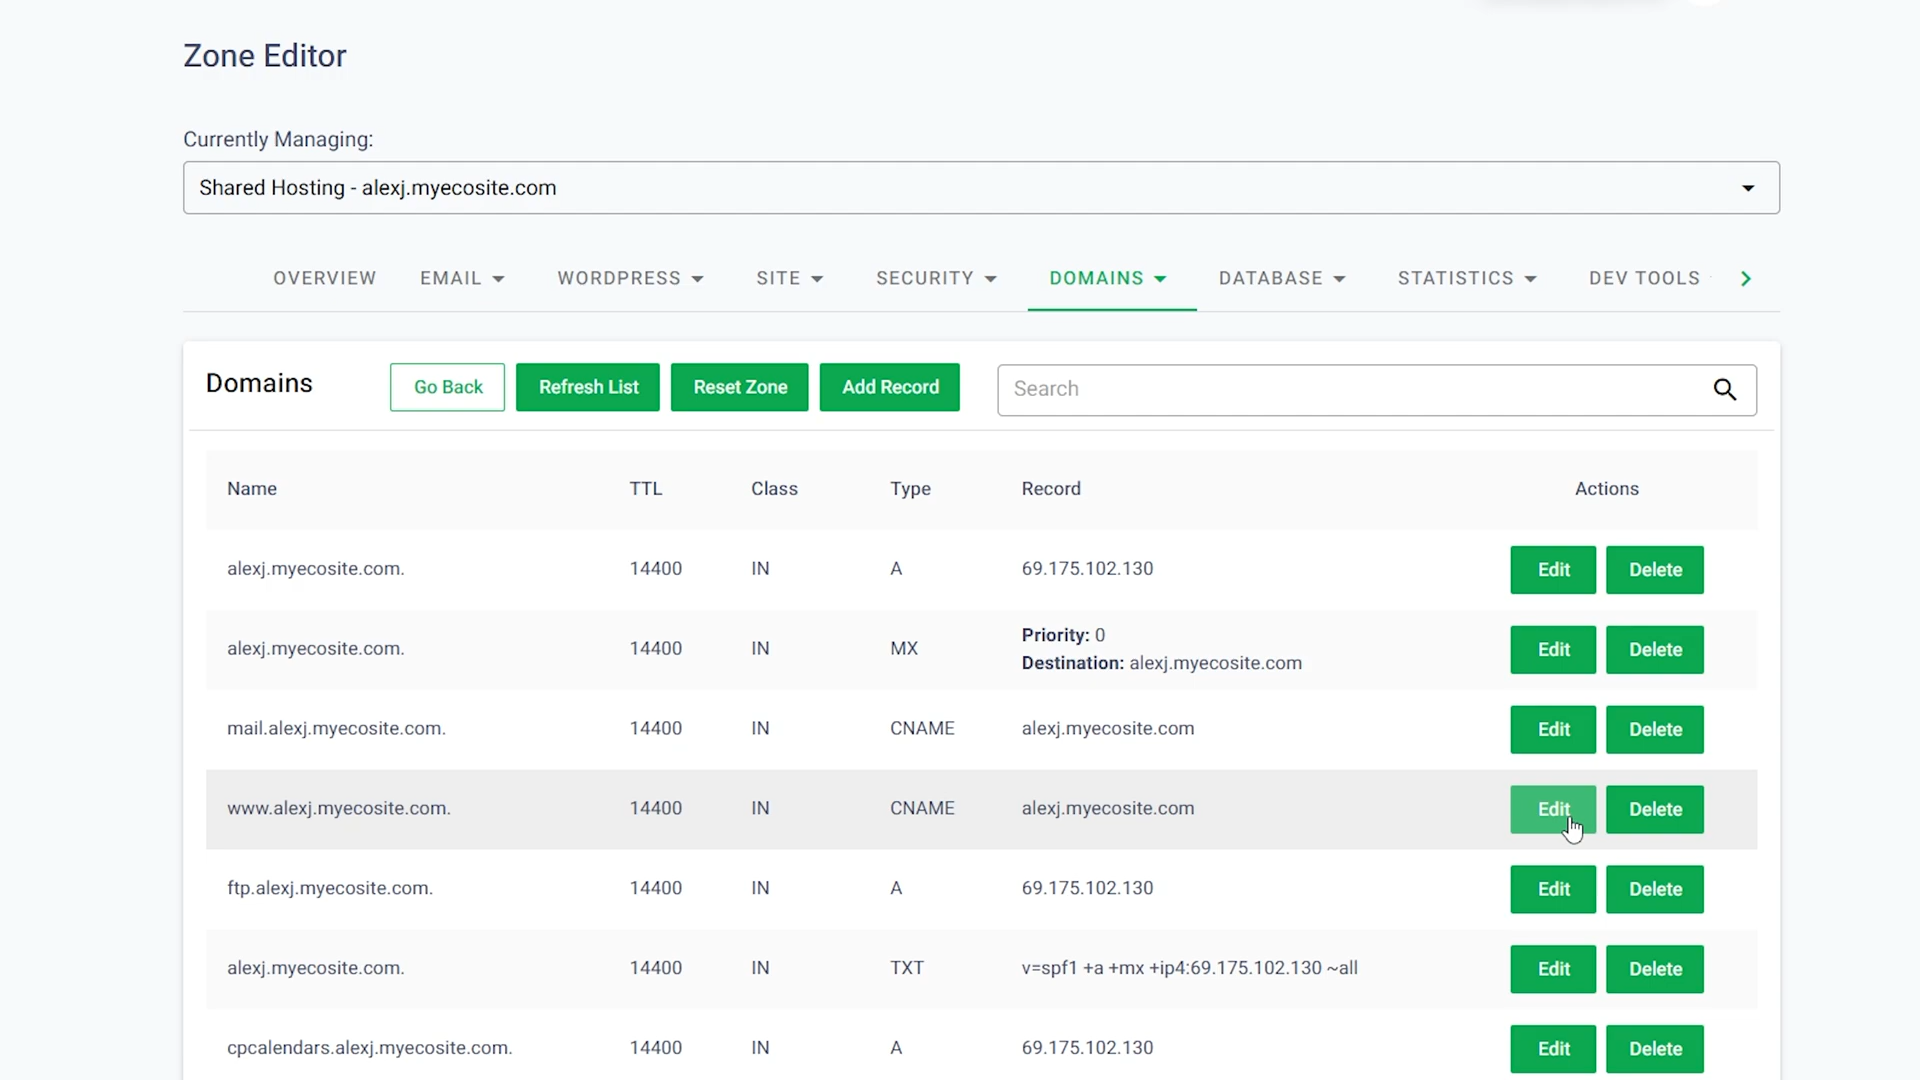 Zone Editor
Currently Managing:
Shared Hosting - alexj.myecosite.com
OVERVIEW EMAIL WORDPRESS SITE SECURITY DOMAINS DATABASE STATISTICS DEV TOOLS
Domains Go Back Refresh List Reset Zone Add Record Search
Name TTL Class Type Record Actions
alexj.myecosite.com. 14400 IN A 69.175.102.130 Edit Delete
alexj.myecosite.com. 14400 IN MX Priority: 0
Destination: alexj.myecosite.com Edit Delete
mail.alexj.myecosite.com. 14400 IN CNAME alexj.myecosite.com Edit Delete
www.alexj.myecosite.com. 14400 IN CNAME alexj.myecosite.com Edit Delete
ftp.alexj.myecosite.com. 14400 IN A 69.175.102.130 Edit Delete
alexj.myecosite.com. 14400 IN TXT v=spf1 +a +mx +ip4:69.175.102.130 ~all Edit Delete
cpcalendars.alexj.myecosite.com. 14400 IN A 69.175.102.130 Edit Delete